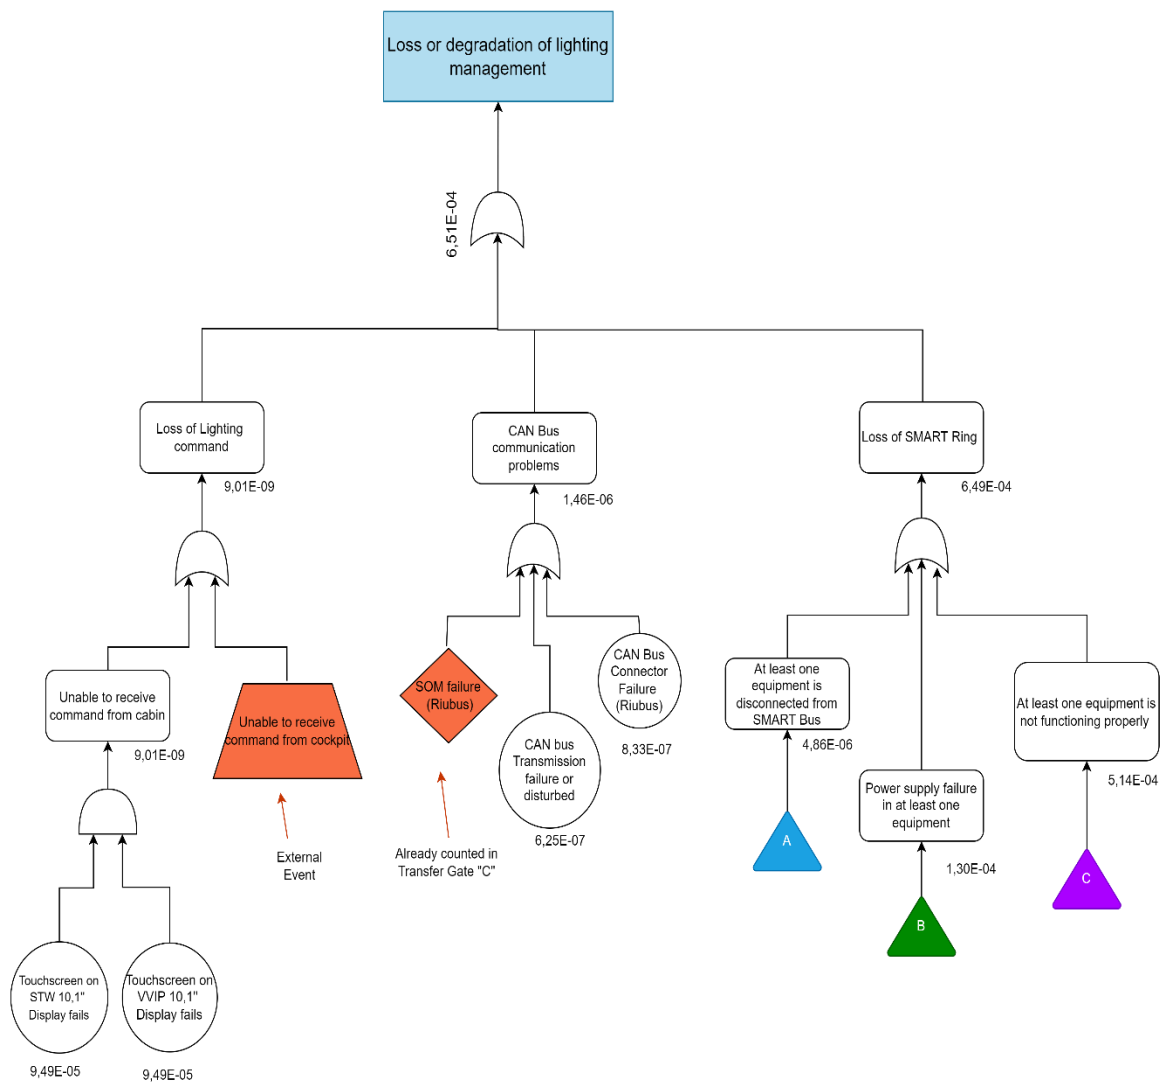 Loss or degradation of lighting
management
6,51E-04
Loss of Lighting
command
9,01E-09
CAN Bus
communication
problems
1,46E-06
Loss of SMART Ring
6,49E-04
Unable to receive
command from cabin
9,01E-09
Unable to receive
command from cockpit
External
Event
SOM failure
(Riubus)
Already counted in
Transfer Gate "C"
CAN bus
Transmission
failure or
disturbed
6,25E-07
CAN Bus
Connector
Failure
(Riubus)
8,33E-07
At least one
equipment is
disconnected from
SMART Bus
4,86E-06
A
Power supply failure
in at least one
equipment
1,30E-04
B
At least one equipment is
not functioning properly
5,14E-04
C
Touchscreen on
STW 10,1"
Display fails
9,49E-05
Touchscreen on
VVIP 10,1"
Display fails
9,49E-05